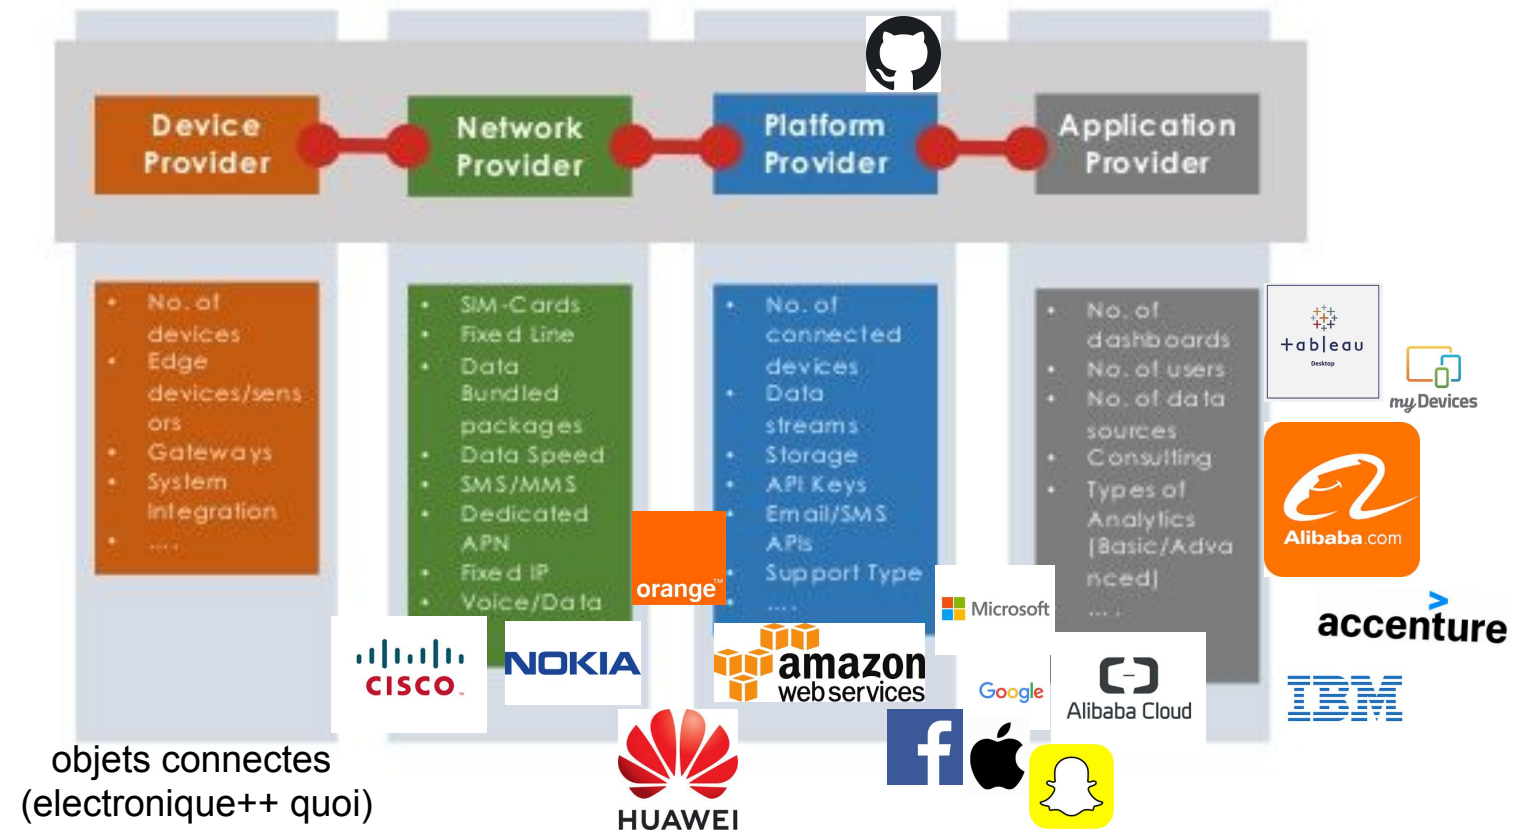 Device
Provider
Network
Provider
Platform
Provider
Application
Provider
• No. of
devices
• Edge
devices/sens
ors
• Gateways
• System
Integration
• ....
• SIM-Cards
• Fixed Line
• Data
Bundled
packages
• Data Speed
• SMS/MMS
• Dedicated
APN
• Fixed IP
• Voice/Data
• No. of
connected
devices
• Data
streams
• Storage
• API Keys
• Email/SMS
APIs
• Support Type
• ....
• No. of
dashboards
• No. of users
• No. of data
sources
• Consulting
• Types of
Analytics
(Basic/Adva
nced)
....
+ableau
Desktop
myDevices
Alibaba.com
accenture
IBM
orange™
CISCO™
NOKIA
HUAWEI
amazon
webservices
Microsoft
Google
Alibaba Cloud
objets connectes
(electronique++ quoi)